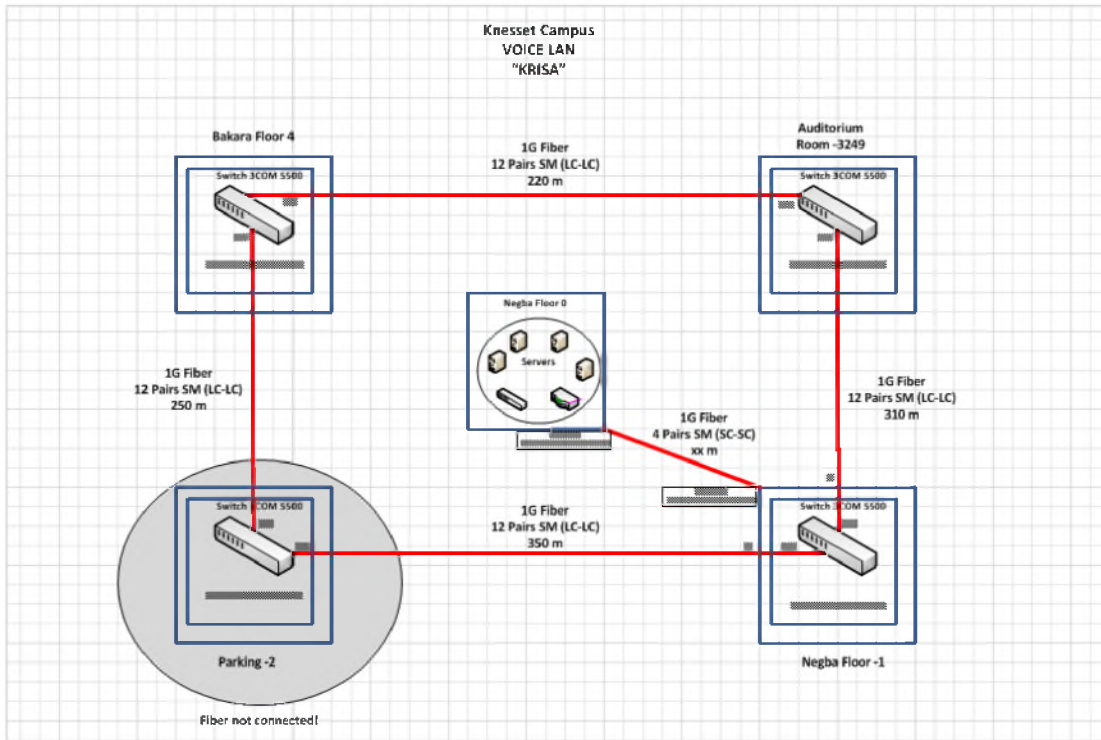 Knesset Campus
VOICE LAN
"KRISA"
Bakara Floor 4
Auditorium
Room -3249
1G Fiber
12 Pairs SM (LC-LC)
220 m
Switch 3COM 5500
Switch 3COM 5500
Negba Floor 0
Servers
1G Fiber
12 Pairs SM (LC-LC)
250 m
1G Fiber
12 Pairs SM (LC-LC)
310 m
1G Fiber
4 Pairs SM (SC-SC)
xx m
Switch 3COM 5500
Switch 3COM 5500
1G Fiber
12 Pairs SM (LC-LC)
350 m
Parking -2
Negba Floor -1
Fiber not connected!